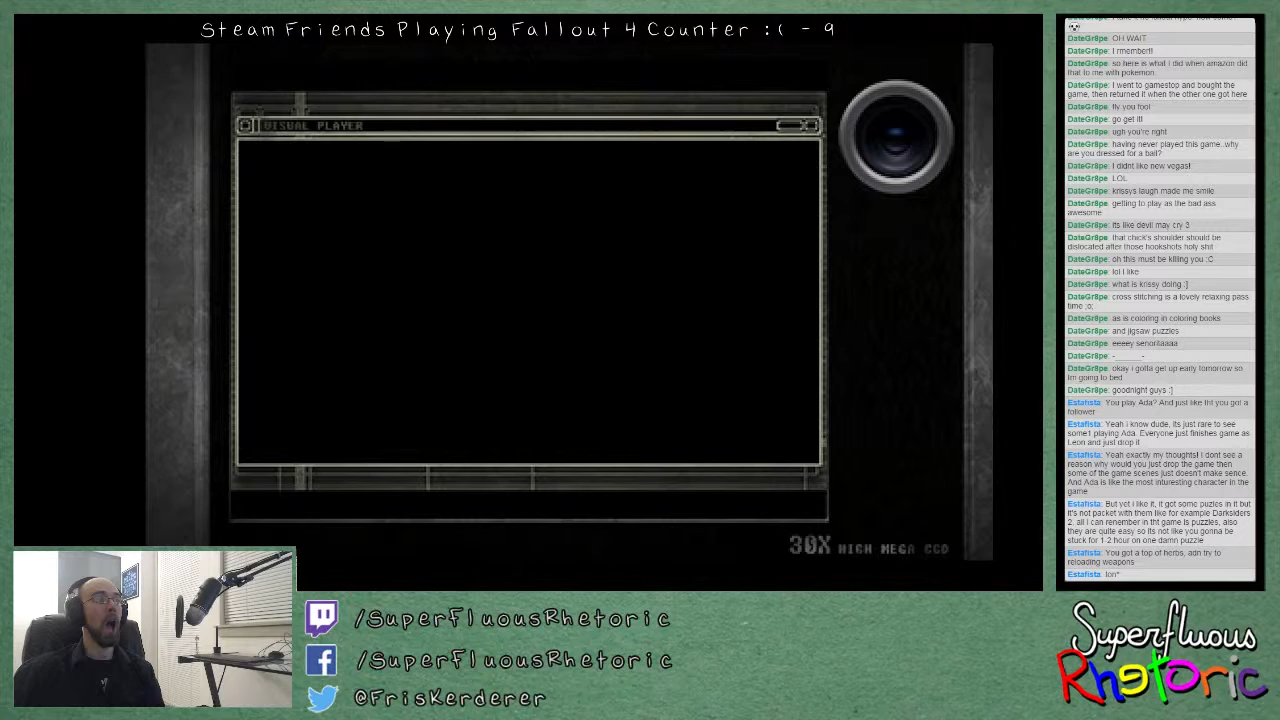 Steam Friends Playing Fallout 4 Counter :( - 9
VISUAL PLAYER
30X HIGH MEGA CCD
DateGr8pe: OH WAIT
DateGr8pe: I rmember!!
DateGr8pe: so here is what I did when amazon did
that to me with pokemon.
DateGr8pe: I went to gamestop and bought the
game, then returned it when the other one got here
DateGr8pe: fly you fool
DateGr8pe: go get it!
DateGr8pe: ugh you're right
DateGr8pe: having never played this game..why
are you dressed for a ball?
DateGr8pe: I didnt like new vegas!
DateGr8pe: LOL
DateGr8pe: krissys laugh made me smile
DateGr8pe: getting to play as the bad ass
awesome
DateGr8pe: its like devil may cry 3
DateGr8pe: that chick's shoulder should be
dislocated after those hookshots holy shit
DateGr8pe: oh this must be killing you :C
DateGr8pe: lol I like
DateGr8pe: what is krissy doing :]
DateGr8pe: cross stitching is a lovely relaxing pass
time ;o;
DateGr8pe: as is coloring in coloring books
DateGr8pe: and jigsaw puzzles
DateGr8pe: eeeey senoritaaaa
DateGr8pe: -_______-
DateGr8pe: okay i gotta get up early tomorrow so
Im going to bed
DateGr8pe: goodnight guys :]
Estafista: You play Ada? And just like tht you got a
follower
Estafista: Yeah i know dude, its just rare to see
some1 playing Ada. Everyone just finishes game as
Leon and just drop it
Estafista: Yeah exactly my thoughts! I dont see a
reason why would you just drop the game then
some of the game scenes just doesn't make sence.
And Ada is like the most inturesting character in the
game
Estafista: But yet i like it, it got some puzles in it but
it's not packet with them like for example Darksiders
2, all I can renember in tht game is puzzles, also
they are quite easy so its not like you gonna be
stuck for 1-2 hour on one damn puzzle
Estafista: You got a top of herbs, adn try to
reloading weapons
Estafista: ton*
/SuperFluousRhetoric
/SuperFluousRhetoric
@FrisKerderer
Superfluous
Rhetoric